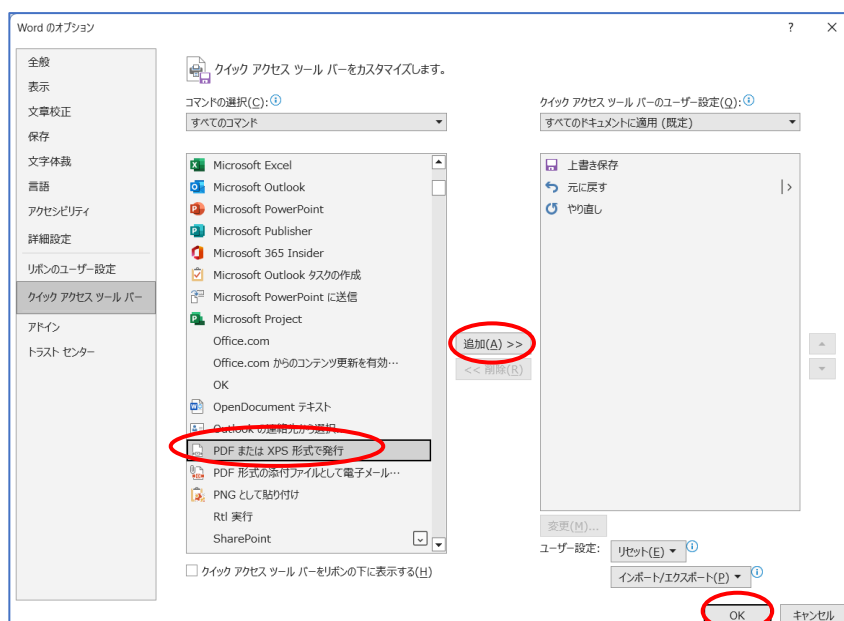 Word のオプション
?
×
全般
表示
文章校正
保存
文字体裁
言語
アクセシビリティ
詳細設定
リボンのユーザー設定
クイック アクセス ツール バー
アドイン
トラスト センター
クイック アクセス ツール バーをカスタマイズします。
コマンドの選択(C):
すべてのコマンド
Microsoft Excel
Microsoft Outlook
Microsoft PowerPoint
Microsoft Publisher
Microsoft 365 Insider
Microsoft Outlook タスクの作成
Microsoft PowerPoint に送信
Microsoft Project
Office.com
Office.com からのコンテンツ更新を有効…
OK
OpenDocument テキスト
Outlook の連絡先から選択...
PDF または XPS 形式で発行
PDF 形式の添付ファイルとして電子メール…
PNG として貼り付け
Rtl 実行
SharePoint
クイック アクセス ツール バーをリボンの下に表示する(H)
追加(A) >>
<< 削除(R)
クイック アクセス ツール バーのユーザー設定(Q):
すべてのドキュメントに適用 (既定)
上書き保存
元に戻す
やり直し
変更(M)...
ユーザー設定:
リセット(E)
インポート/エクスポート(P)
OK
キャンセル